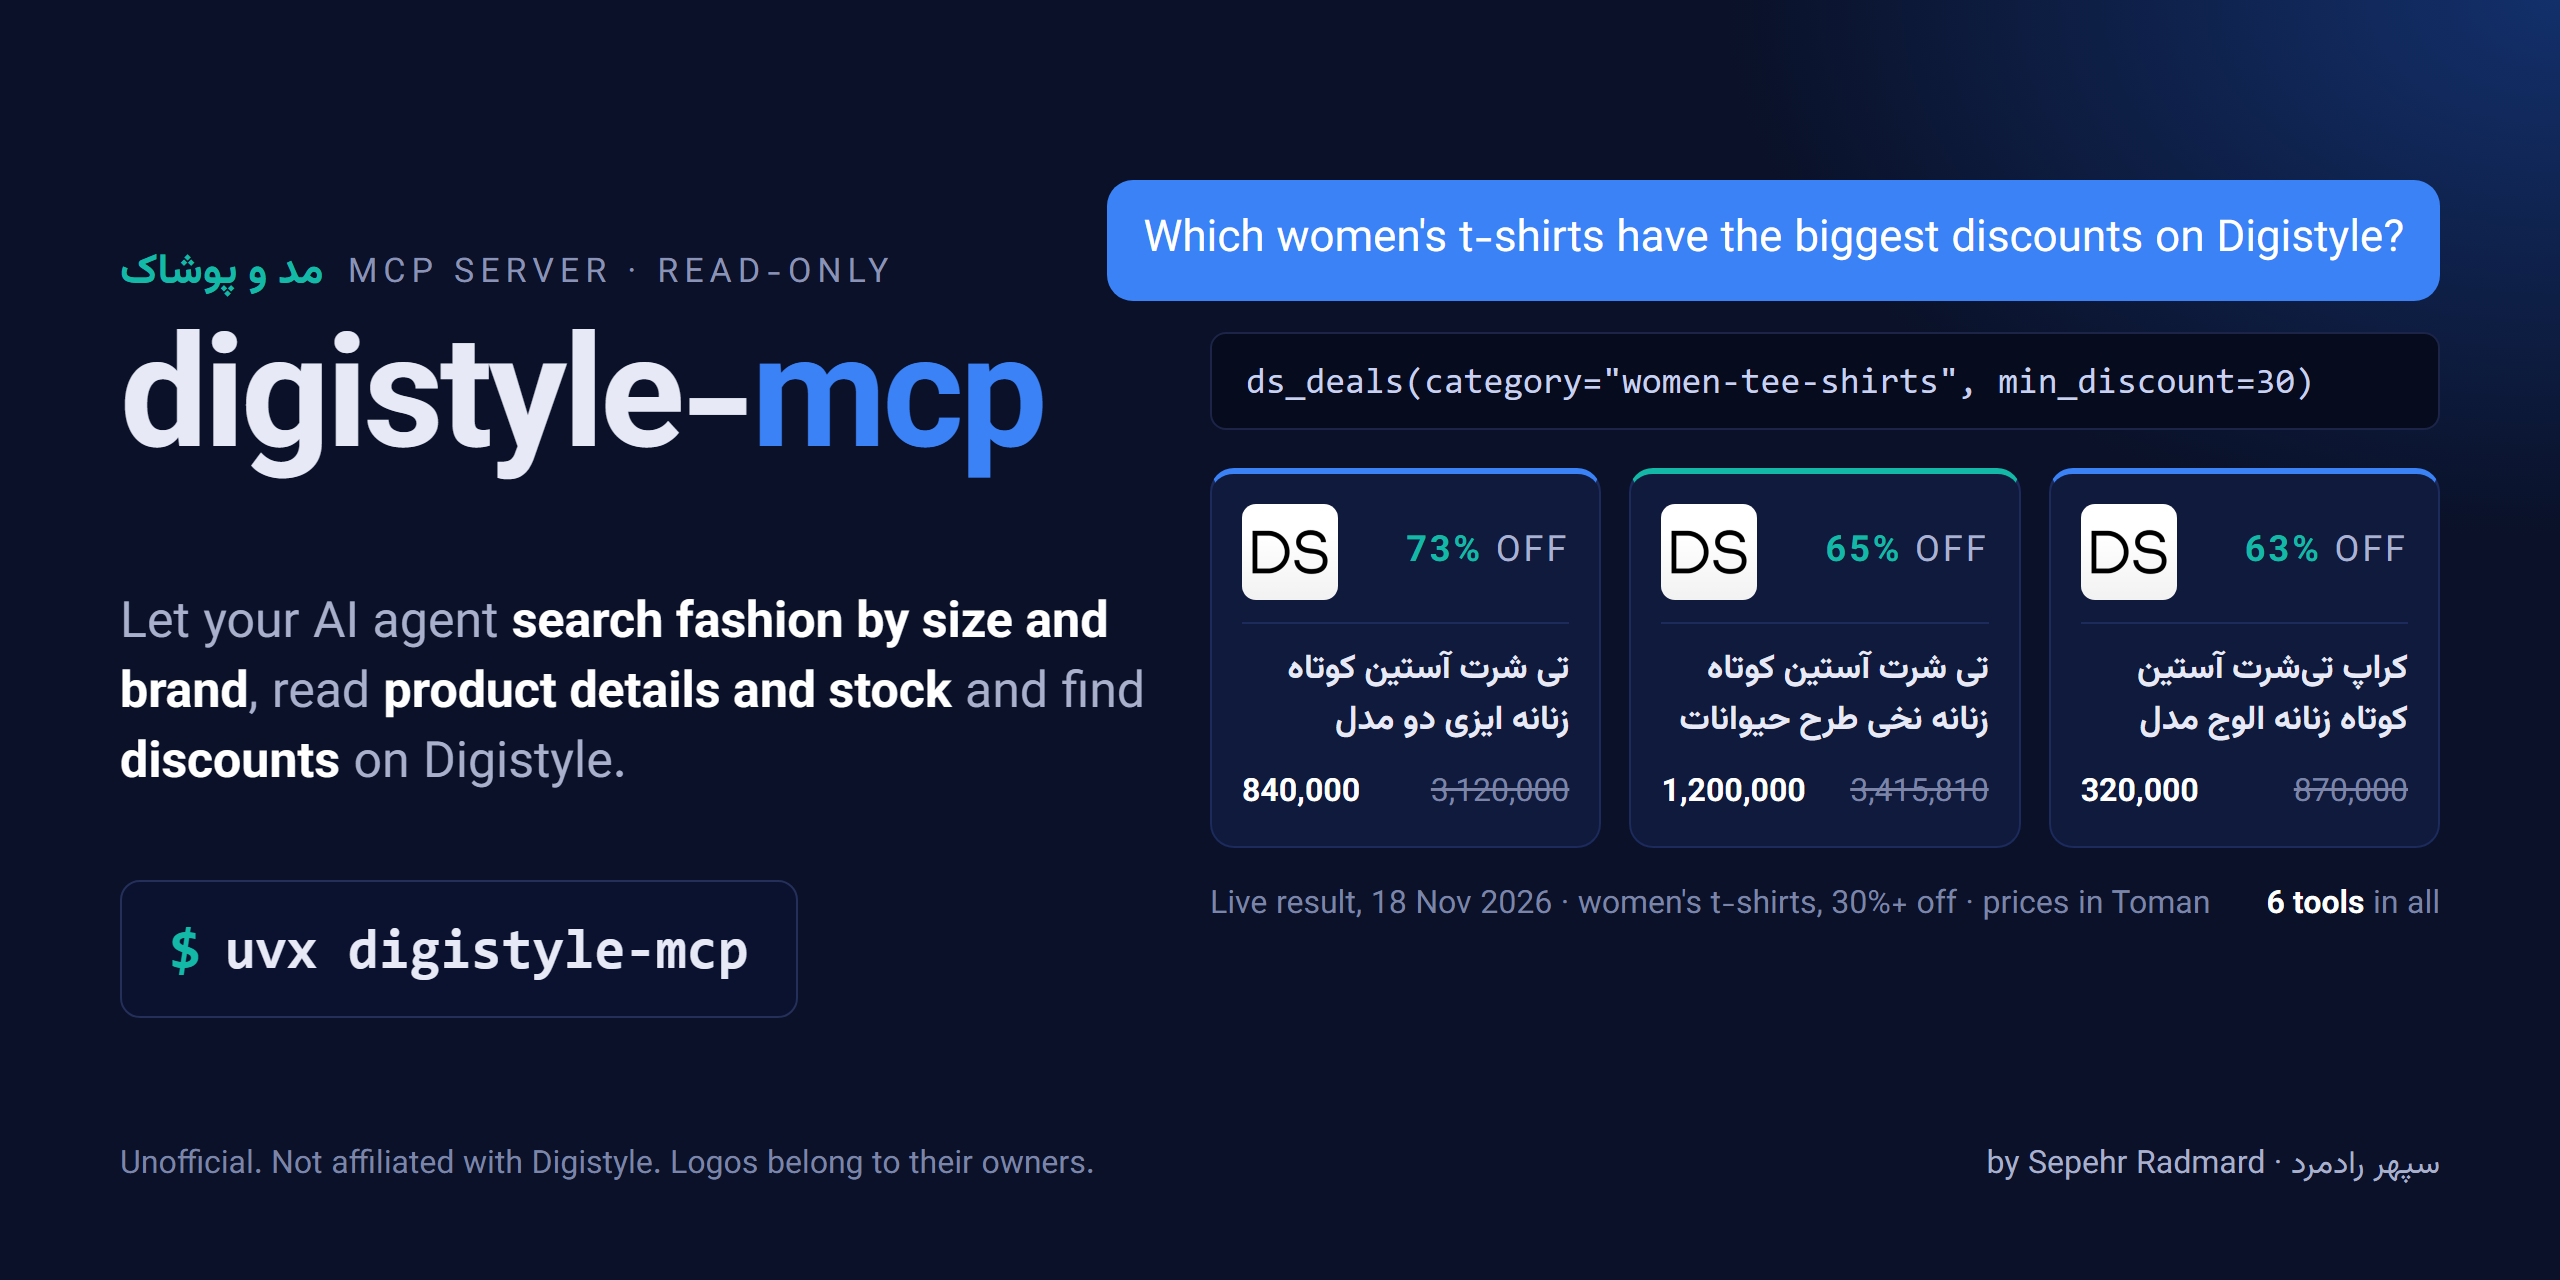 مد و پوشاک MCP SERVER · READ-ONLY
digistyle-mcp
Let your AI agent search fashion by size and
brand, read product details and stock and find
discounts on Digistyle.
$ uvx digistyle-mcp
Which women's t-shirts have the biggest discounts on Digistyle?
ds_deals(category="women-tee-shirts", min_discount=30)
DS 73% OFF
تی شرت آستین کوتاه
زنانه ایزی دو مدل
840,000 3,120,000
DS 65% OFF
تی شرت آستین کوتاه
زنانه نخی طرح حیوانات
1,200,000 3,415,810
DS 63% OFF
کراپ تی‌شرت آستین
کوتاه زنانه الوج مدل
320,000 870,000
Live result, 18 Nov 2026 · women's t-shirts, 30%+ off · prices in Toman 6 tools in all
Unofficial. Not affiliated with Digistyle. Logos belong to their owners.
by Sepehr Radmard · سپهر رادمرد